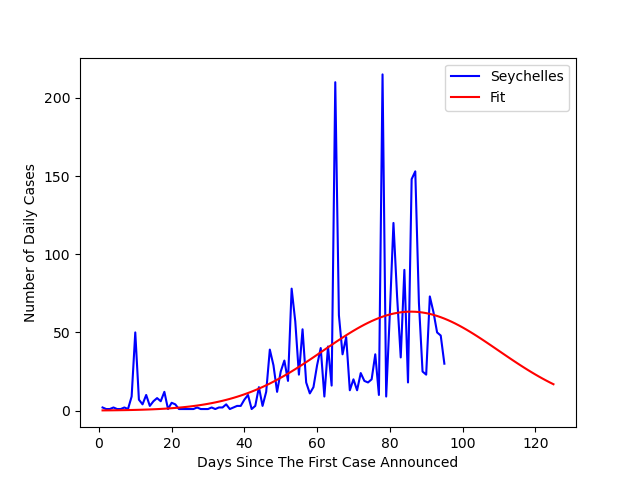 Seychelles
Fit
200
150
100
50
0
Number of Daily Cases
0 20 40 60 80 100 120
Days Since The First Case Announced